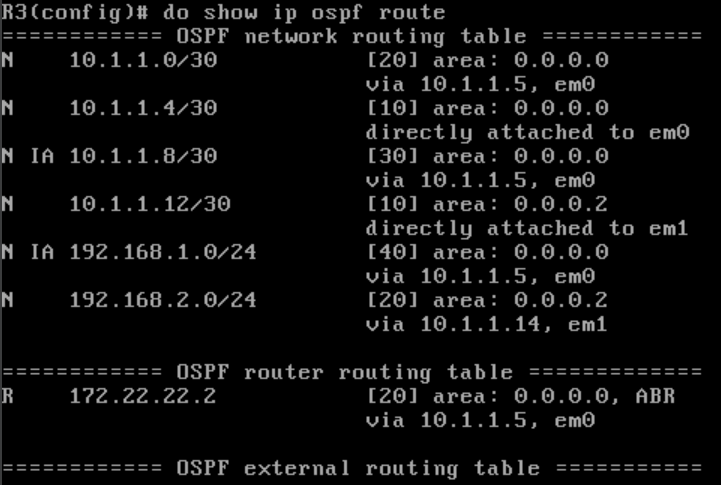 R3(config)# do show ip ospf route
============ OSPF network routing table ============
N    10.1.1.0/30           [20] area: 0.0.0.0
                           via 10.1.1.5, em0
N    10.1.1.4/30           [10] area: 0.0.0.0
                           directly attached to em0
N IA 10.1.1.8/30           [30] area: 0.0.0.0
                           via 10.1.1.5, em0
N    10.1.1.12/30          [10] area: 0.0.0.2
                           directly attached to em1
N IA 192.168.1.0/24        [40] area: 0.0.0.0
                           via 10.1.1.5, em0
N    192.168.2.0/24        [20] area: 0.0.0.2
                           via 10.1.1.14, em1

============ OSPF router routing table =============
R    172.22.22.2           [20] area: 0.0.0.0, ABR
                           via 10.1.1.5, em0

============ OSPF external routing table ===========